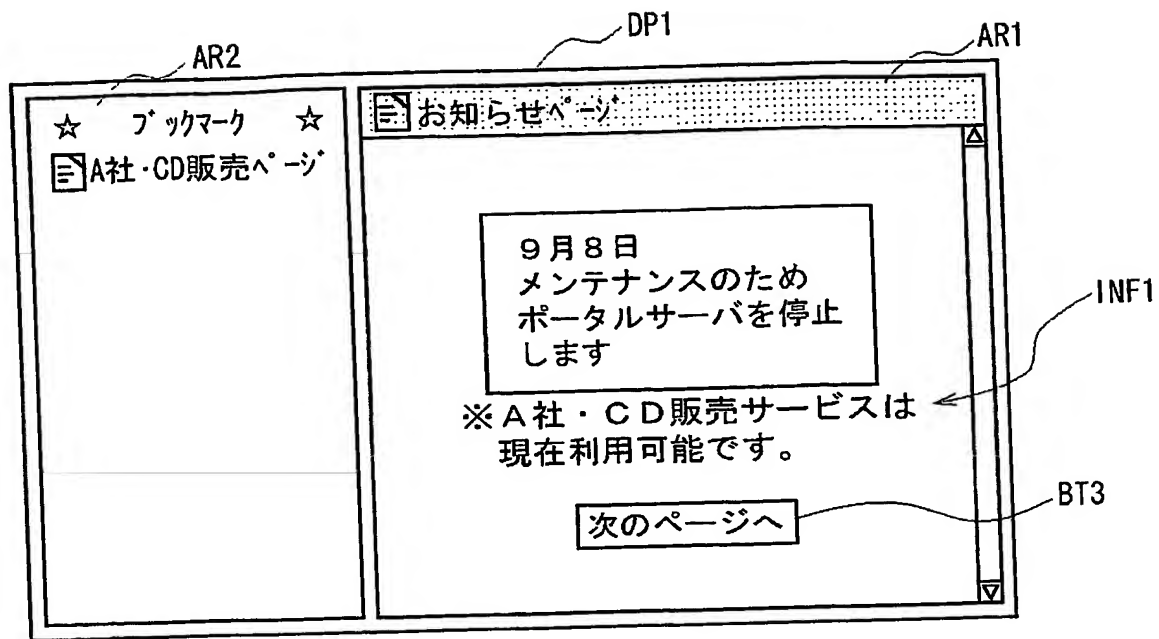 DP1
AR1
AR2
☆ ブックマーク ☆
A社・CD販売ページ
お知らせページ
9月8日
メンテナンスのため
ポータルサーバを停止
します
INF1
※A社・CD販売サービスは
現在利用可能です。
BT3
次のページへ